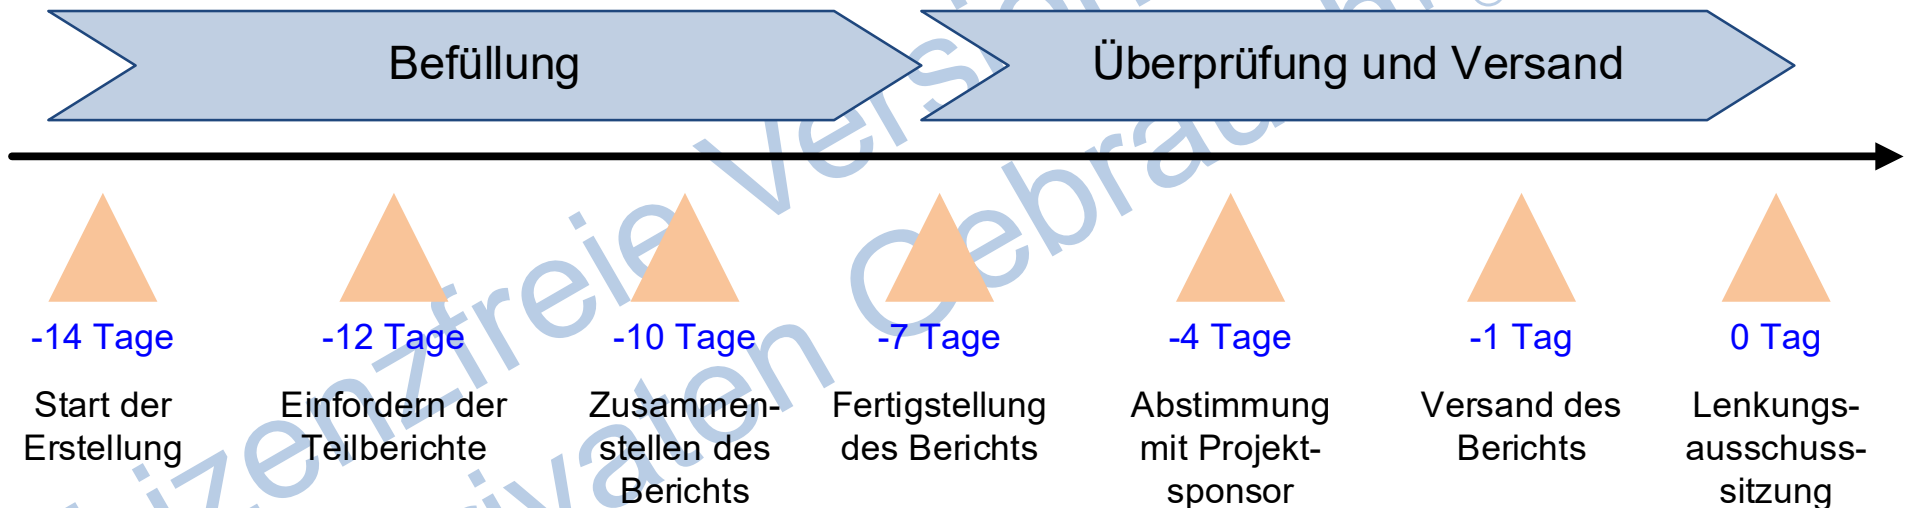 Befüllung
Überprüfung und Versand
-14 Tage
-12 Tage
-10 Tage
-7 Tage
-4 Tage
-1 Tag
0 Tag
Start der
Erstellung
Einfordern der
Teilberichte
Zusammen-
stellen des
Berichts
Fertigstellung
des Berichts
Abstimmung
mit Projekt-
sponsor
Versand des
Berichts
Lenkungs-
ausschuss-
sitzung